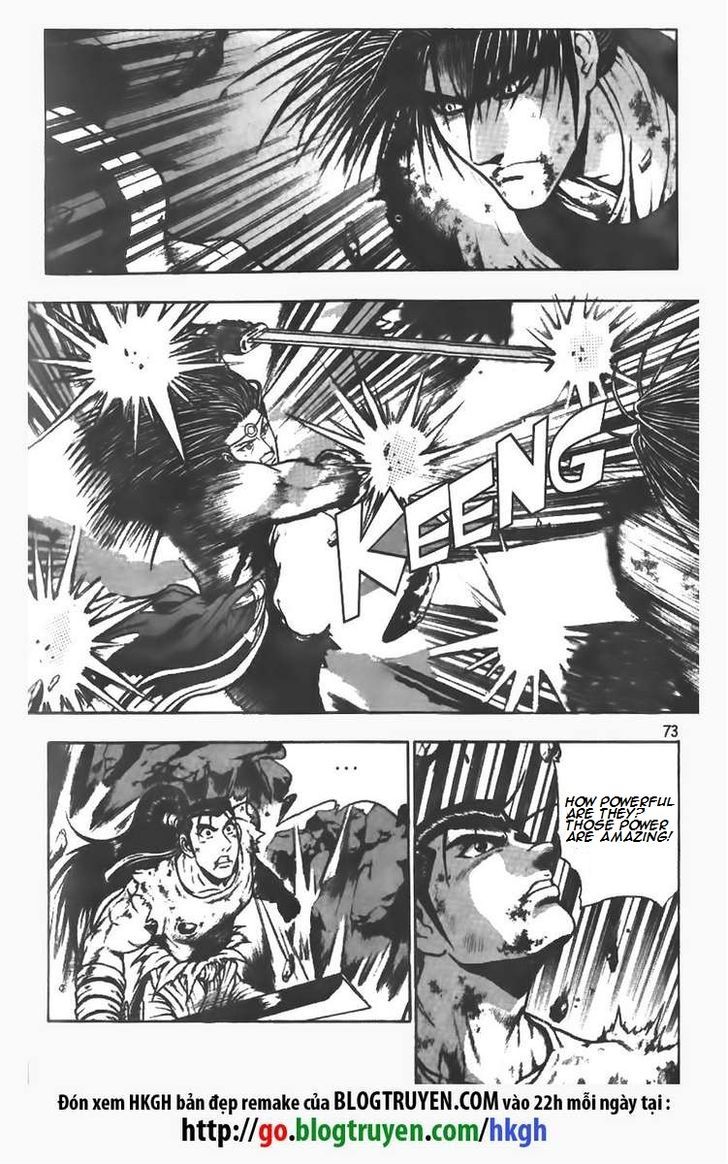 KEENG
73
...
HOW POWERFUL
ARE THEY?
THOSE POWER
ARE AMAZING!
Đón xem HKGH bản đẹp remake của BLOGTRUYEN.COM vào 22h mỗi ngày tại :
http://go.blogtruyen.com/hkgh